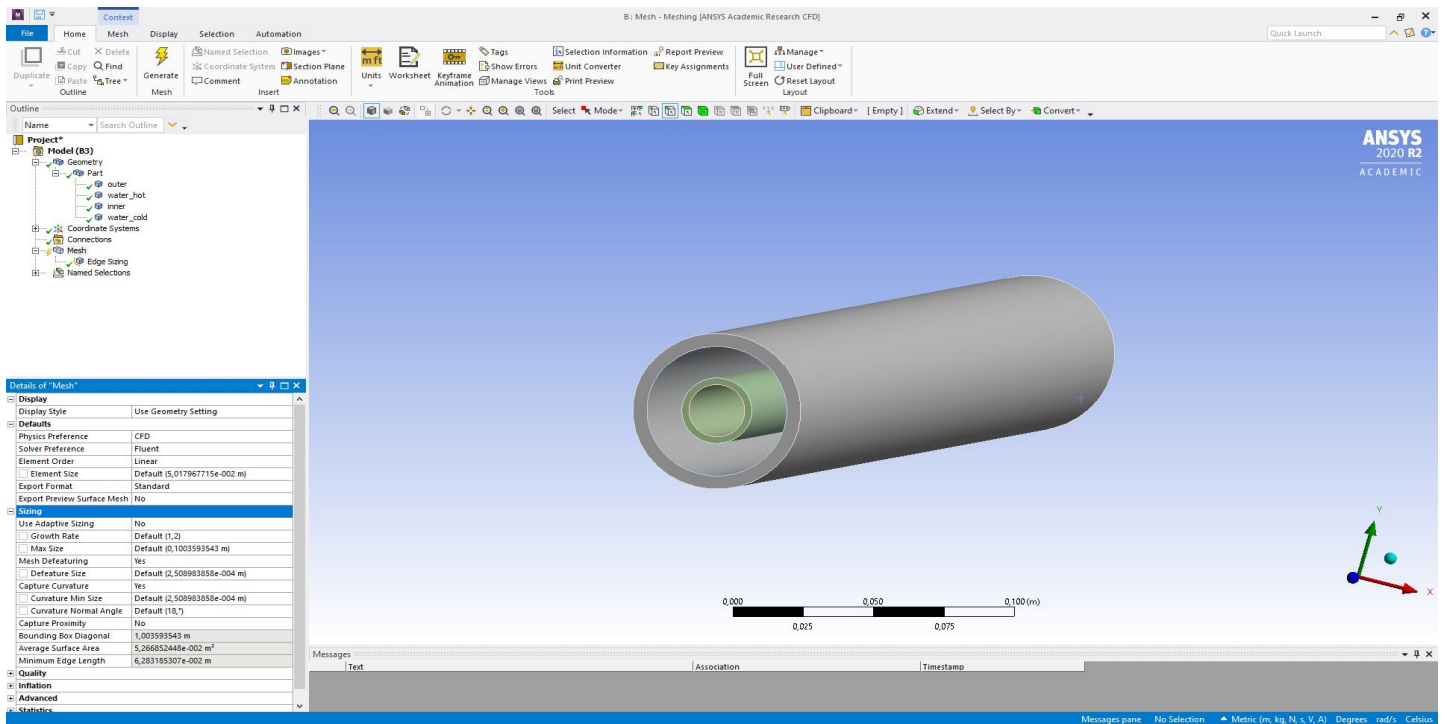 Context
B : Mesh - Meshing [ANSYS Academic Research CFD]
File Home Mesh Display Selection Automation
Quick Launch
Duplicate
Cut
Copy
Paste
Delete
Find
Tree
Outline
Generate
Mesh
Named Selection
Coordinate System
Comment
Images
Section Plane
Annotation
Insert
Units
Worksheet
Keyframe
Animation
Tags
Show Errors
Manage Views
Selection Information
Unit Converter
Print Preview
Report Preview
Key Assignments
Tools
Full
Screen
Manage
User Defined
Reset Layout
Layout
Outline
Name Search Outline
Project*
Model (B3)
Geometry
Part
outer
water_hot
inner
water_cold
Coordinate Systems
Connections
Mesh
Edge Sizing
Named Selections
Select Mode Clipboard [ Empty ] Extend Select By Convert
ANSYS
2020 R2
ACADEMIC
Details of "Mesh"
Display
Display Style Use Geometry Setting
Defaults
Physics Preference CFD
Solver Preference Fluent
Element Order Linear
Element Size Default (5,017967715e-002 m)
Export Format Standard
Export Preview Surface Mesh No
Sizing
Use Adaptive Sizing No
Growth Rate Default (1,2)
Max Size Default (0,1003593543 m)
Mesh Defeaturing Yes
Defeature Size Default (2,508983858e-004 m)
Capture Curvature Yes
Curvature Min Size Default (2,508983858e-004 m)
Curvature Normal Angle Default (18,°)
Capture Proximity No
Bounding Box Diagonal 1,003593543 m
Average Surface Area 5,266852448e-002 m²
Minimum Edge Length 6,283185307e-002 m
Quality
Inflation
Advanced
Statistics
0,000 0,050 0,100 (m)
0,025 0,075
Y
X
Messages
Text Association Timestamp
Messages pane No Selection Metric (m, kg, N, s, V, A) Degrees rad/s Celsius